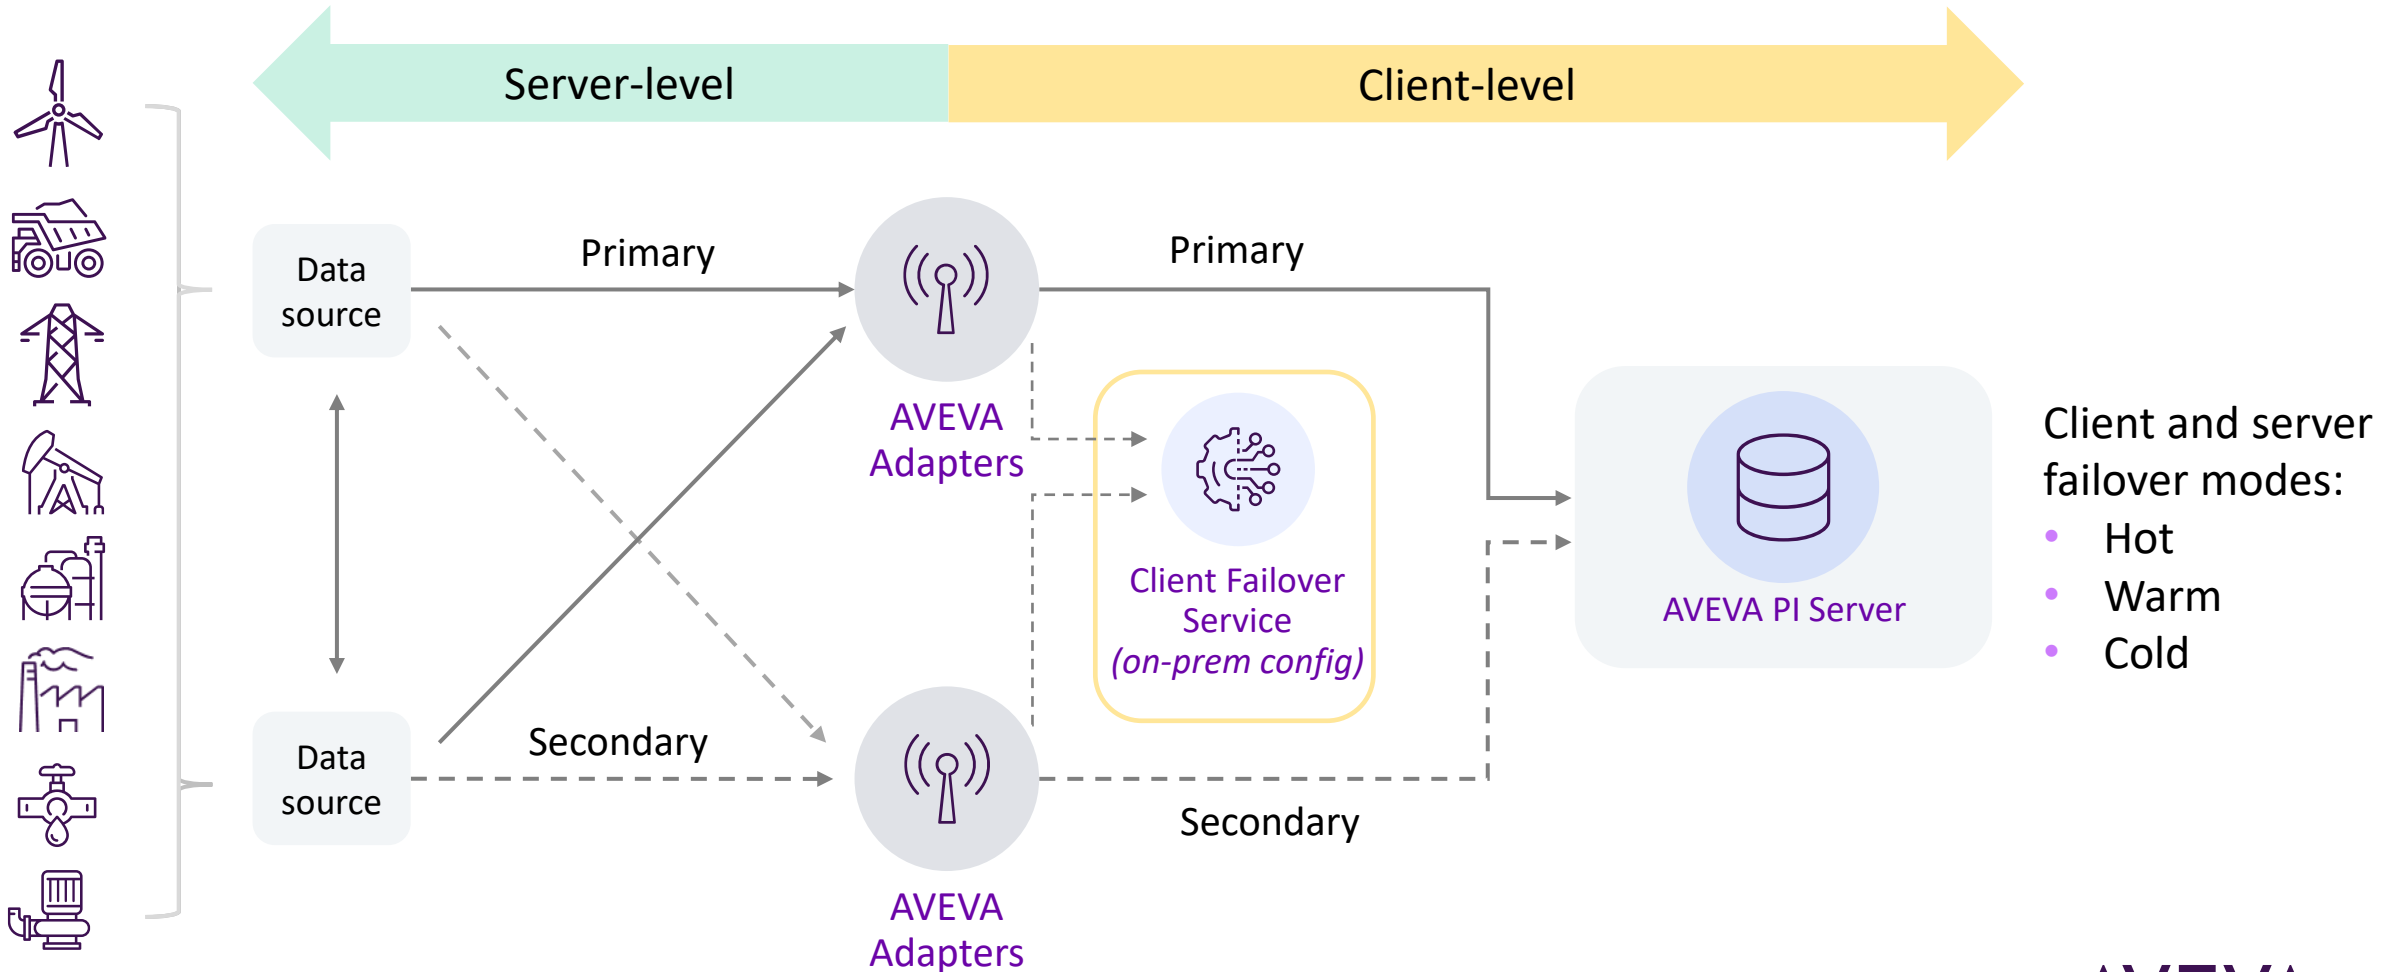 Server-level
Client-level
Data
source
Primary
Primary
AVEVA
Adapters
Client Failover
Service
(on-prem config)
AVEVA PI Server
Client and server
failover modes:
• Hot
• Warm
• Cold
Data
source
Secondary
Secondary
AVEVA
Adapters
AVEVA